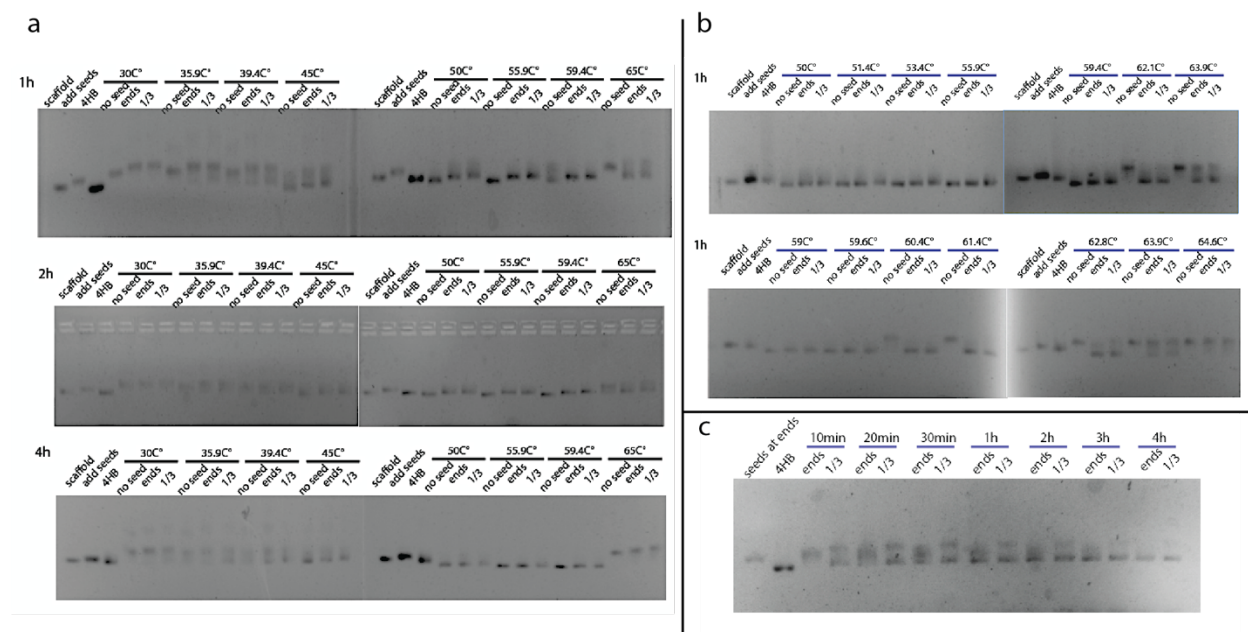 a
1h
scaffold add seeds 4HB 30C° no seed ends 1/3 35.9C° no seed ends 1/3 39.4C° no seed ends 1/3 45C° no seed ends 1/3
scaffold add seeds 4HB 50C° no seed ends 1/3 55.9C° no seed ends 1/3 59.4C° no seed ends 1/3 65C° no seed ends 1/3
2h
scaffold add seeds 4HB 30C° no seed ends 1/3 35.9C° no seed ends 1/3 39.4C° no seed ends 1/3 45C° no seed ends 1/3
scaffold add seeds 4HB 50C° no seed ends 1/3 55.9C° no seed ends 1/3 59.4C° no seed ends 1/3 65C° no seed ends 1/3
4h
scaffold add seeds 4HB 30C° no seed ends 1/3 35.9C° no seed ends 1/3 39.4C° no seed ends 1/3 45C° no seed ends 1/3
scaffold add seeds 4HB 50C° no seed ends 1/3 55.9C° no seed ends 1/3 59.4C° no seed ends 1/3 65C° no seed ends 1/3
b
1h
scaffold add seeds 4HB 50C° no seed ends 1/3 51.4C° no seed ends 1/3 53.4C° no seed ends 1/3 55.9C° no seed ends 1/3
scaffold add seeds 4HB 59.4C° no seed ends 1/3 62.1C° no seed ends 1/3 63.9C° no seed ends 1/3
1h
scaffold add seeds 4HB 59C° no seed ends 1/3 59.6C° no seed ends 1/3 60.4C° no seed ends 1/3 61.4C° no seed ends 1/3
scaffold add seeds 4HB 62.8C° no seed ends 1/3 63.9C° no seed ends 1/3 64.6C° no seed ends 1/3
c
seeds at ends 4HB 10min ends 1/3 20min ends 1/3 30min ends 1/3 1h ends 1/3 2h ends 1/3 3h ends 1/3 4h ends 1/3